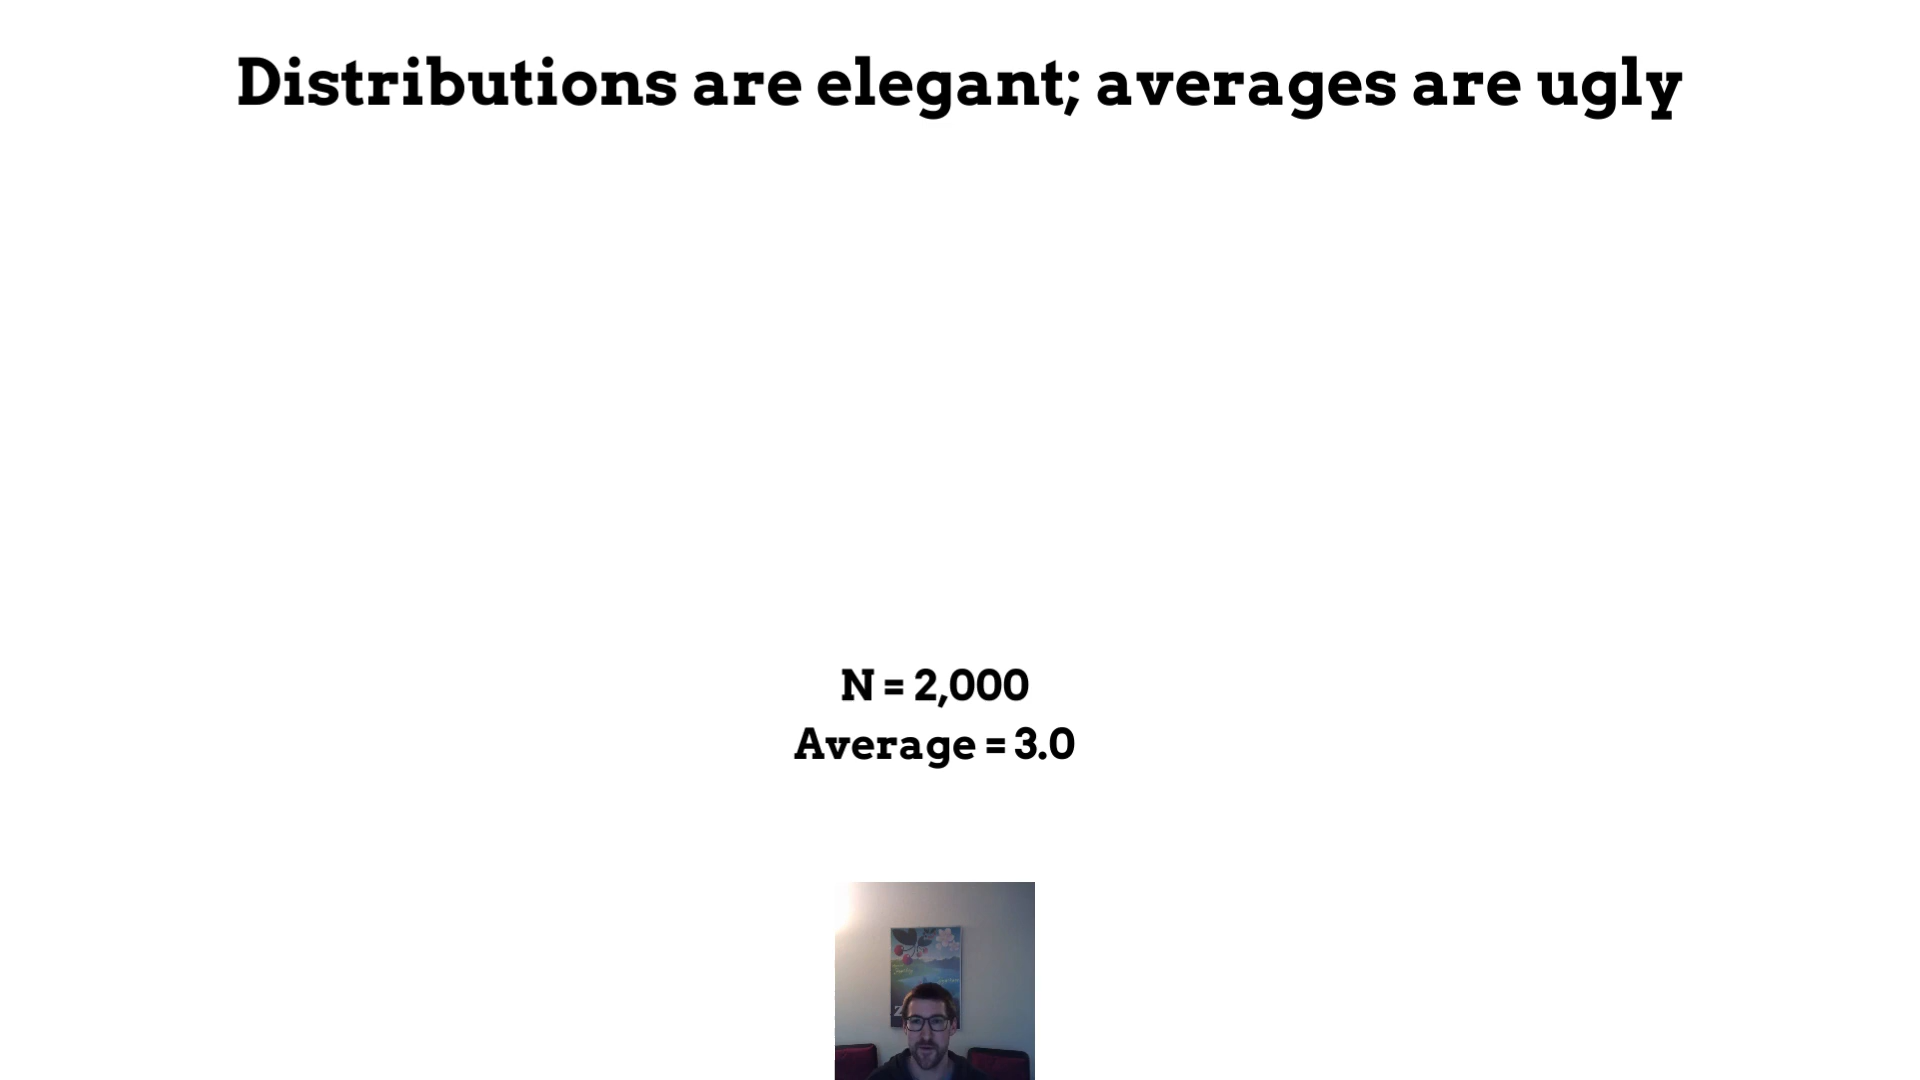 Distributions are elegant; averages are ugly
N = 2,000
Average = 3.0